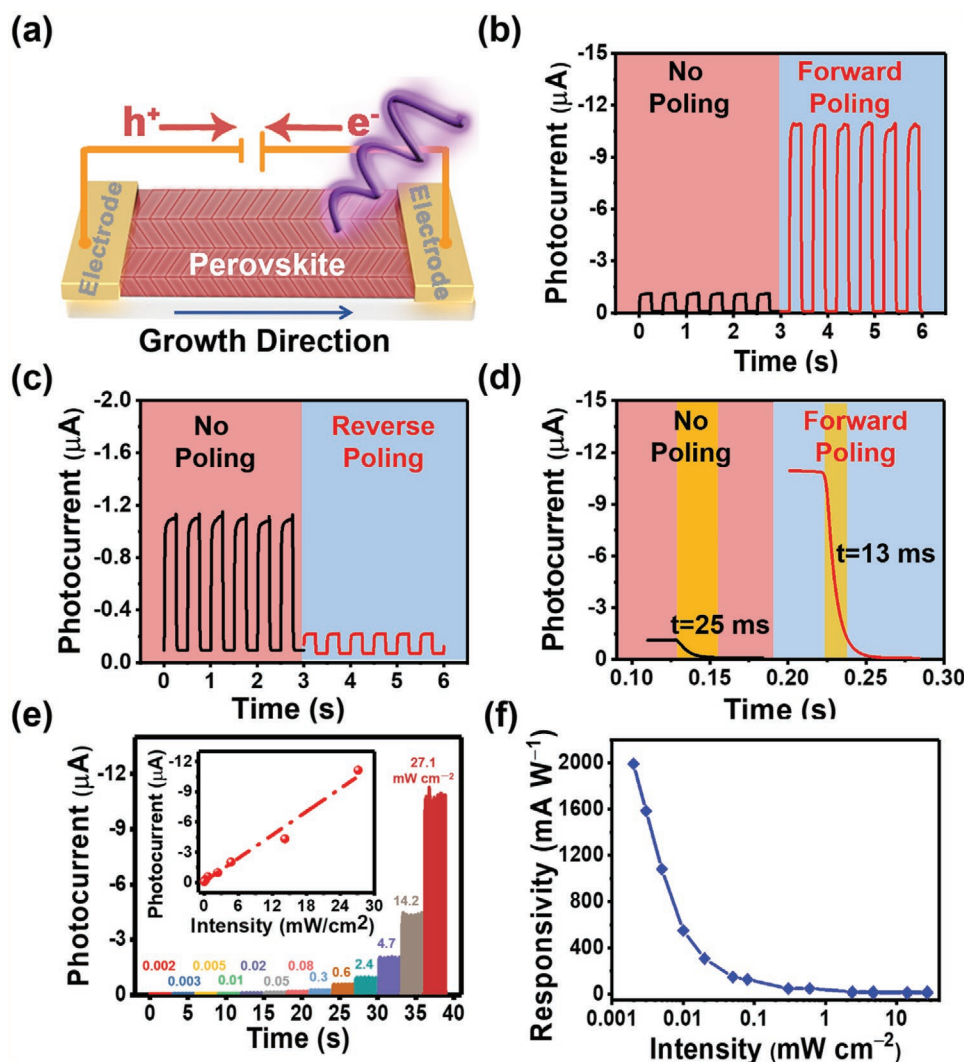 (a)
h+ e-
Electrode
Perovskite
Electrode
Growth Direction
(b)
Photocurrent (μA)
-15
-12
-9
-6
-3
0
No
Poling
Forward
Poling
0 1 2 3 4 5 6
Time (s)
(c)
Photocurrent (μA)
-2.0
-1.6
-1.2
-0.8
-0.4
0.0
No
Poling
Reverse
Poling
0 1 2 3 4 5 6
Time (s)
(d)
Photocurrent (μA)
-15
-12
-9
-6
-3
0
No
Poling
Forward
Poling
t=25 ms
t=13 ms
0.10 0.15 0.20 0.25 0.30
Time (s)
(e)
Photocurrent (μA)
-12
-9
-6
-3
0
Photocurrent (μA)
-12
-9
-6
-3
0
0 6 12 18 24 30
Intensity (mW/cm2)
27.1
mW cm−2
14.2
4.7
2.4
0.6
0.3
0.08
0.05
0.02
0.01
0.005
0.003
0.002
0 5 10 15 20 25 30 35 40
Time (s)
(f)
Responsivity (mA W−1)
2000
1600
1200
800
400
0
0.001 0.01 0.1 1 10
Intensity (mW cm−2)